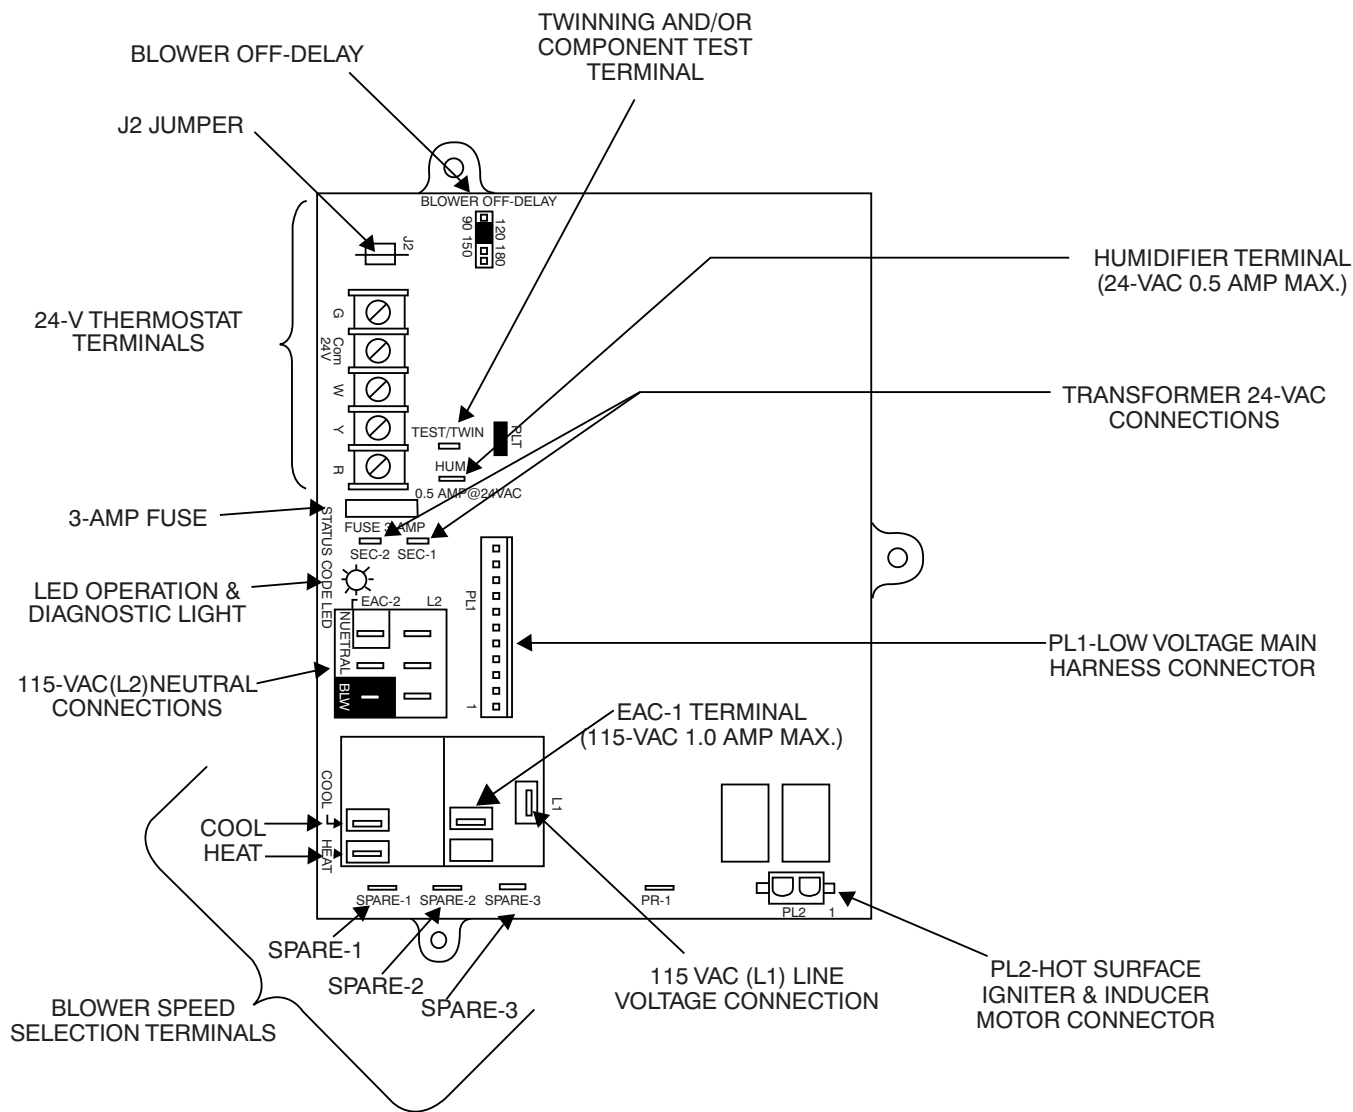 TWINNING AND/OR
COMPONENT TEST
TERMINAL
BLOWER OFF-DELAY
J2 JUMPER
BLOWER OFF-DELAY
90 150
120 180
J2
HUMIDIFIER TERMINAL
(24-VAC 0.5 AMP MAX.)
24-V THERMOSTAT
TERMINALS
G
Com
24V
W
Y
R
TEST/TWIN
PLT
HUM
0.5 AMP@24VAC
TRANSFORMER 24-VAC
CONNECTIONS
3-AMP FUSE
FUSE 3-AMP
STATUS CODE LED
SEC-2
SEC-1
LED OPERATION &
DIAGNOSTIC LIGHT
EAC-2
L2
NUETRAL
BLW
PL1
1
PL1-LOW VOLTAGE MAIN
HARNESS CONNECTOR
115-VAC(L2)NEUTRAL
CONNECTIONS
EAC-1 TERMINAL
(115-VAC 1.0 AMP MAX.)
COOL
HEAT
L1
COOL
HEAT
SPARE-1
SPARE-2
SPARE-3
PR-1
PL2
1
SPARE-1
SPARE-2
SPARE-3
115 VAC (L1) LINE
VOLTAGE CONNECTION
PL2-HOT SURFACE
IGNITER & INDUCER
MOTOR CONNECTOR
BLOWER SPEED
SELECTION TERMINALS